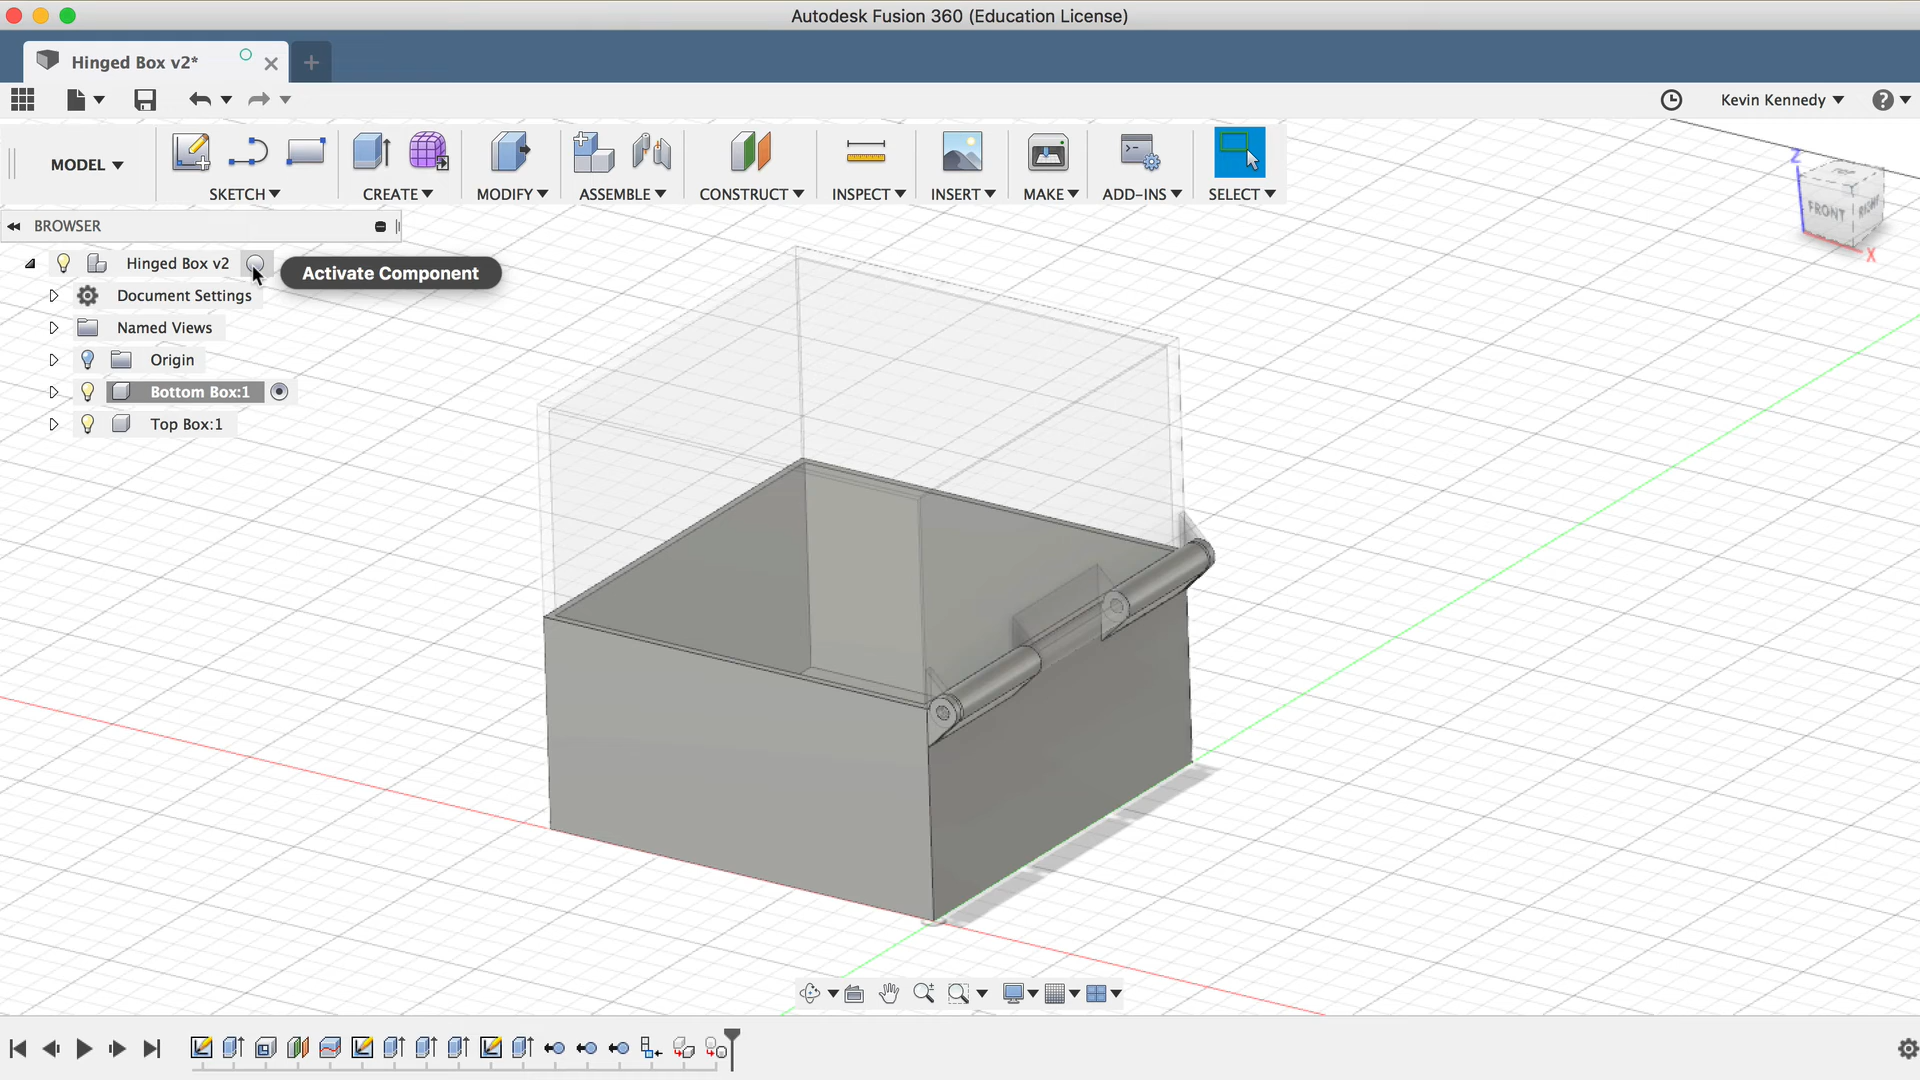 Autodesk Fusion 360 (Education License)
Hinged Box v2*
Kevin Kennedy
?
MODEL
SKETCH
CREATE
MODIFY
ASSEMBLE
CONSTRUCT
INSPECT
INSERT
MAKE
ADD-INS
SELECT
Z
TOP
FRONT
RIGHT
X
BROWSER
Hinged Box v2
Activate Component
Document Settings
Named Views
Origin
Bottom Box:1
Top Box:1